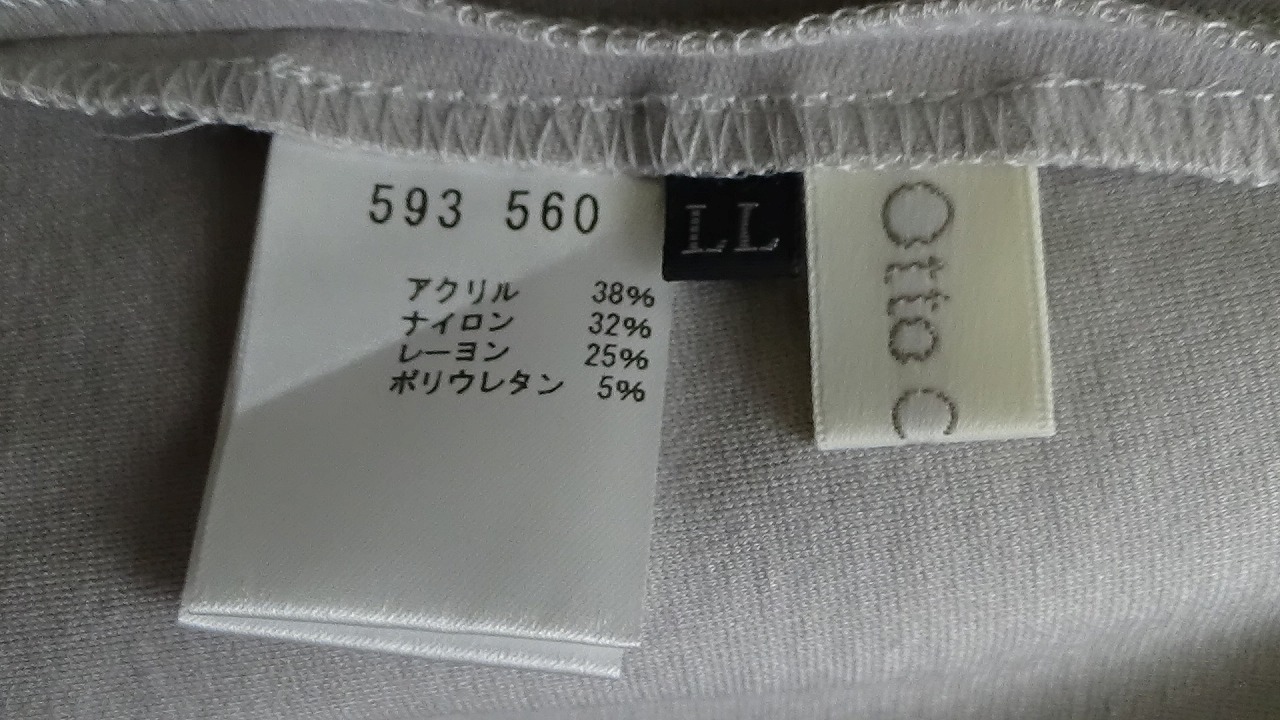 593 560
アクリル 38%
ナイロン 32%
レーヨン 25%
ポリウレタン 5%
LL
Otto C